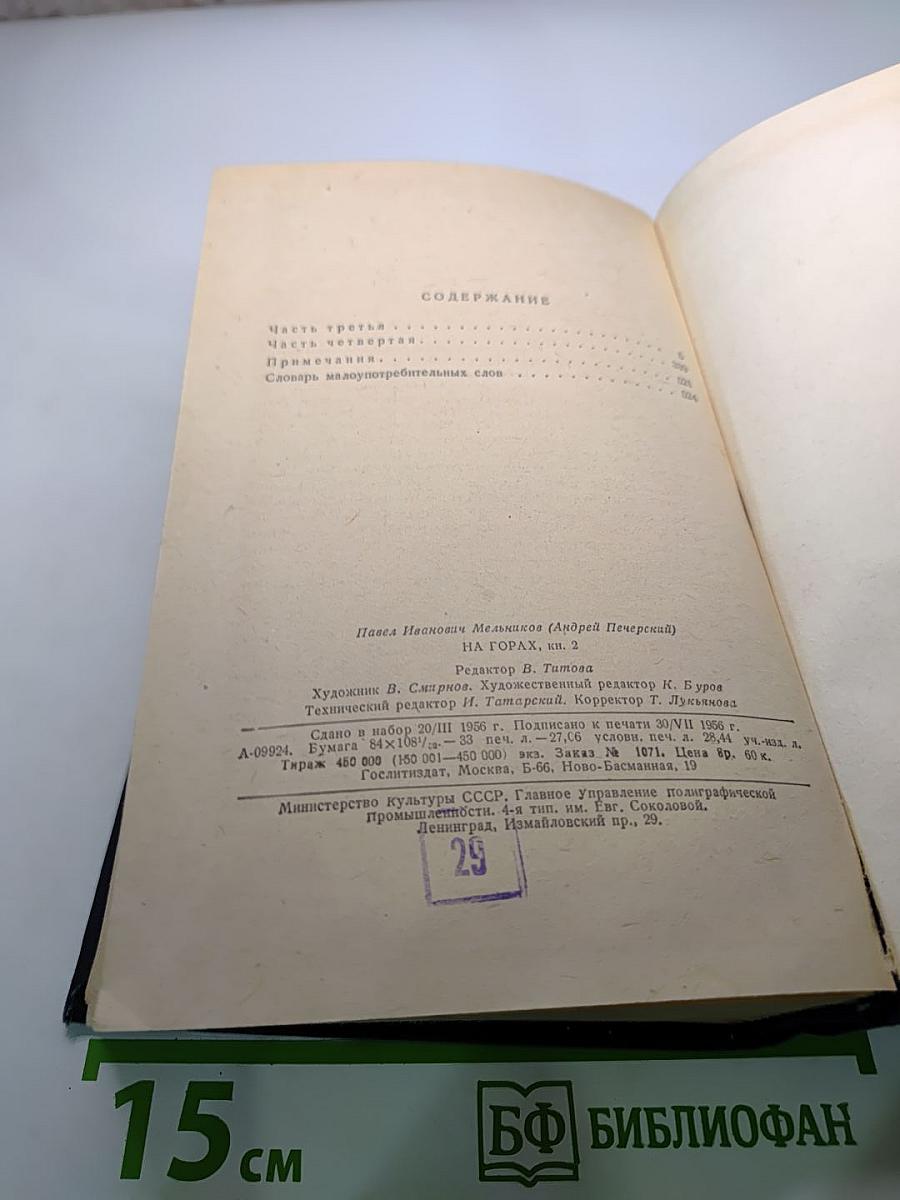 СОДЕРЖАНИЕ
Часть третья . . . . . . . . . . . . . . . . . . 5
Часть четвертая. . . . . . . . . . . . . . . . .
Примечания. . . . . . . . . . . . . . . . . . .
Словарь малоупотребительных слов . . . . . . . . . . 524
Павел Иванович Мельников (Андрей Печерский)
НА ГОРАХ, кн. 2
Редактор В. Титова
Художник В. Смирнов. Художественный редактор К. Буров
Технический редактор И. Татарский. Корректор Т. Лукьянова
Сдано в набор 20/III 1956 г. Подписано к печати 30/VII 1956 г.
А-09924. Бумага 84×108¹/₃₂— 33 печ. л. —27,06 условн. печ. л. 28,44 уч.-изд. л.
Тираж 450 000 (150 001—450 000) экз. Заказ № 1071. Цена 8р. 60 к.
Гослитиздат, Москва, Б-66, Ново-Басманная, 19
Министерство Культуры СССР. Главное Управление полиграфической
Промышленности. 4-я тип. им. Евг. Соколовой.
Ленинград, Измайловский пр., 29.
29
15 см
БФ БИБЛИОФАН